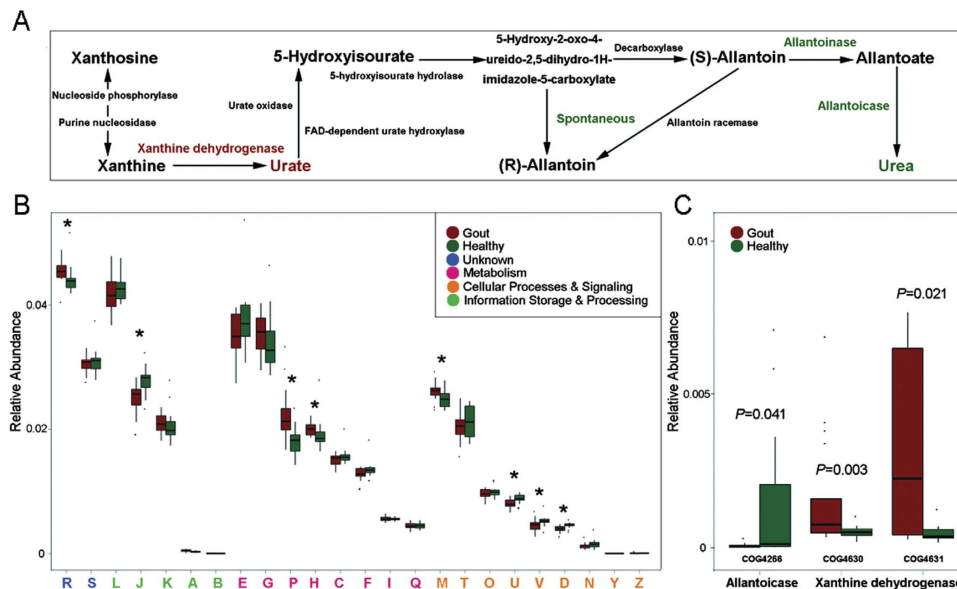 A
Xanthosine
Nucleoside phosphorylase
Purine nucleosidase
Xanthine
Xanthine dehydrogenase
Urate
5-Hydroxyisourate
Urate oxidase
FAD-dependent urate hydroxylase
5-hydroxyisourate hydrolase
5-Hydroxy-2-oxo-4-
ureido-2,5-dihydro-1H-
imidazole-5-carboxylate
Decarboxylase
Spontaneous
(R)-Allantoin
(S)-Allantoin
Allantoin racemase
Allantoinase
Allantoate
Allantoicase
Urea
B
Relative Abundance
0.04
0.02
0
Gout
Healthy
Unknown
Metabolism
Cellular Processes & Signaling
Information Storage & Processing
* * * * * * * *
R S L J K A B E G P H C F I Q M T O U V D N Y Z
C
Relative Abundance
0.01
0.005
0
Gout
Healthy
P=0.041
P=0.003
P=0.021
COG4266 COG4630 COG4631
Allantoicase Xanthine dehydrogenase